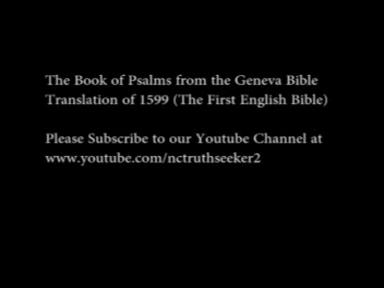 The Book of Psalms from the Geneva Bible
Translation of 1599 (The First English Bible)
Please Subscribe to our Youtube Channel at
www.youtube.com/nctruthseeker2